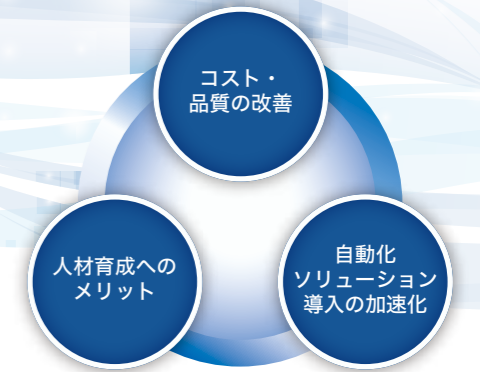 コスト・
品質の改善
人材育成への
メリット
自動化
ソリューション
導入の加速化